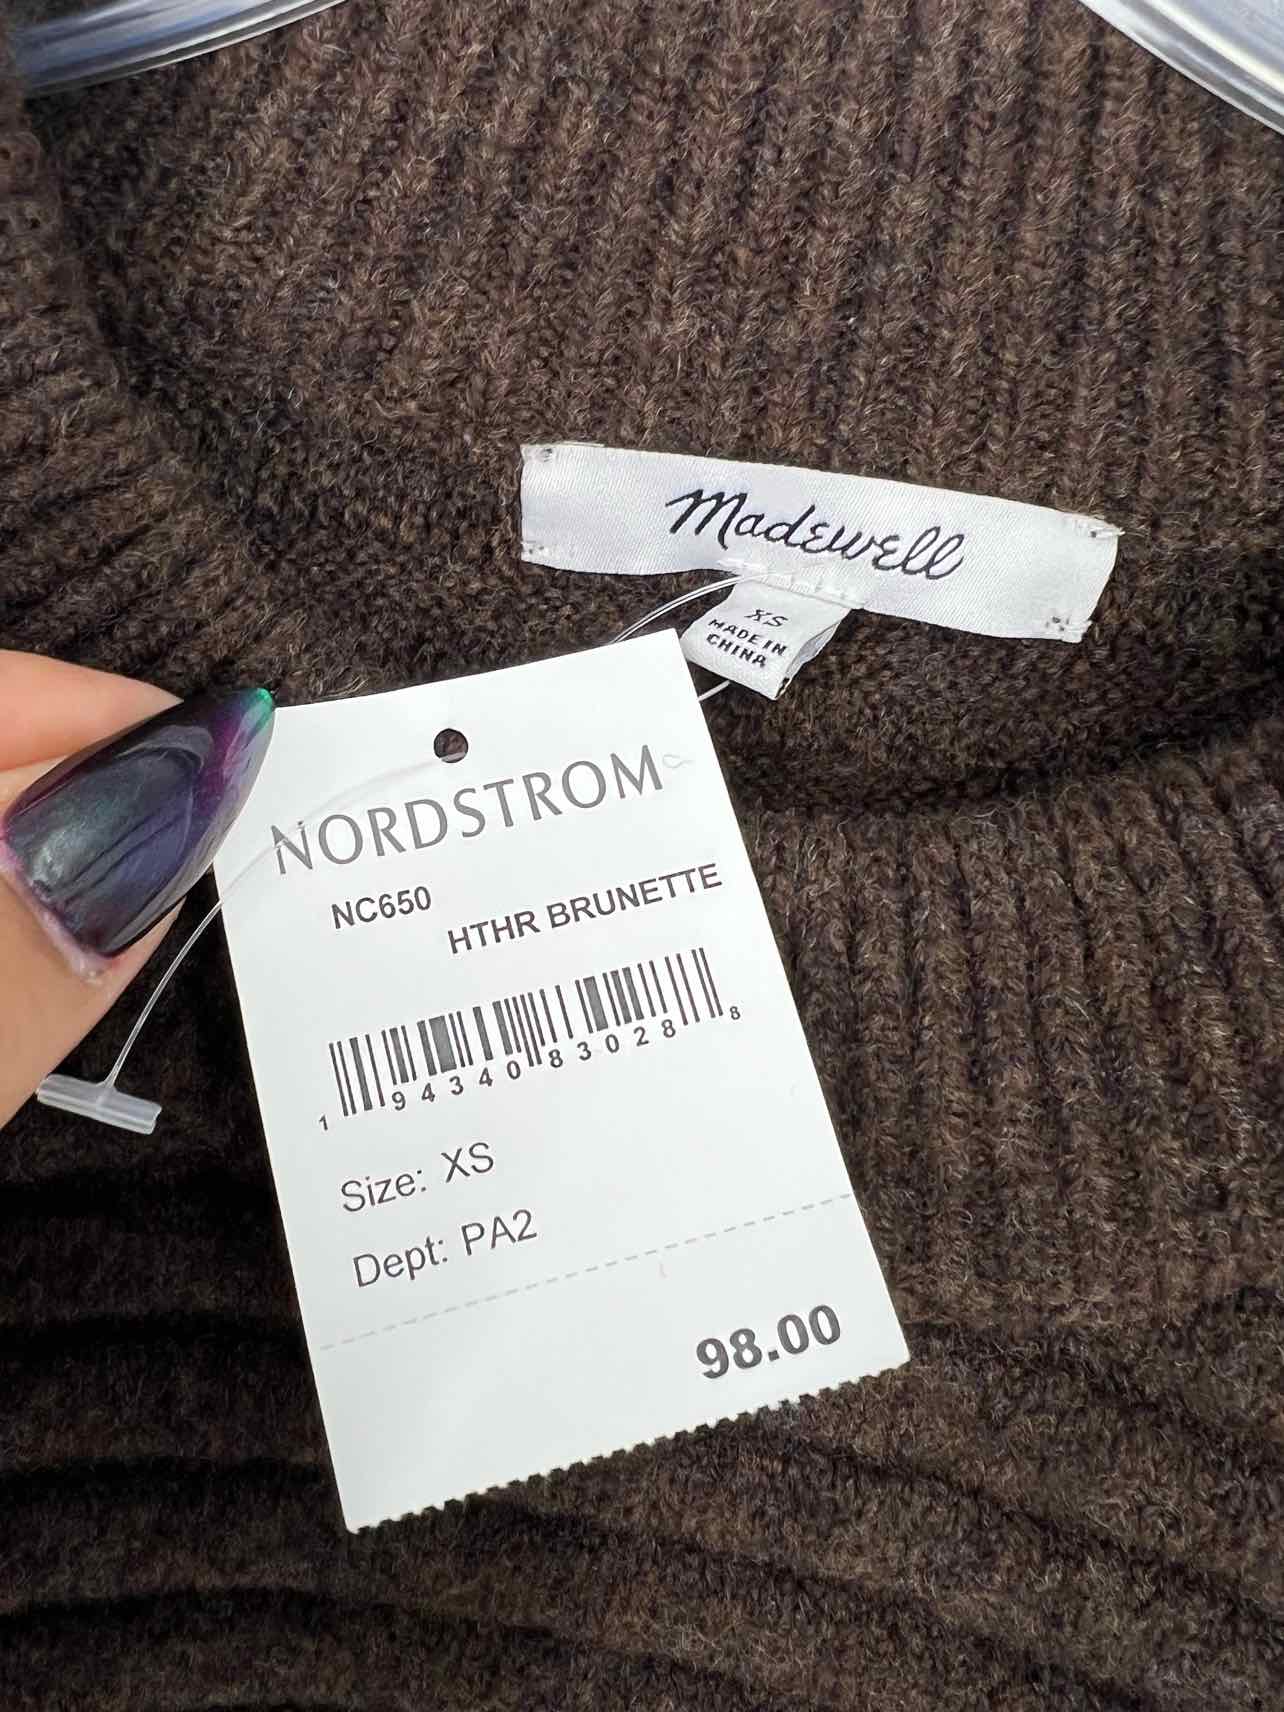 Madewell
XS
MADE IN
CHINA
NORDSTROM
NC650
HTHR BRUNETTE
1 94340 83028 8
Size: XS
Dept: PA2
98.00